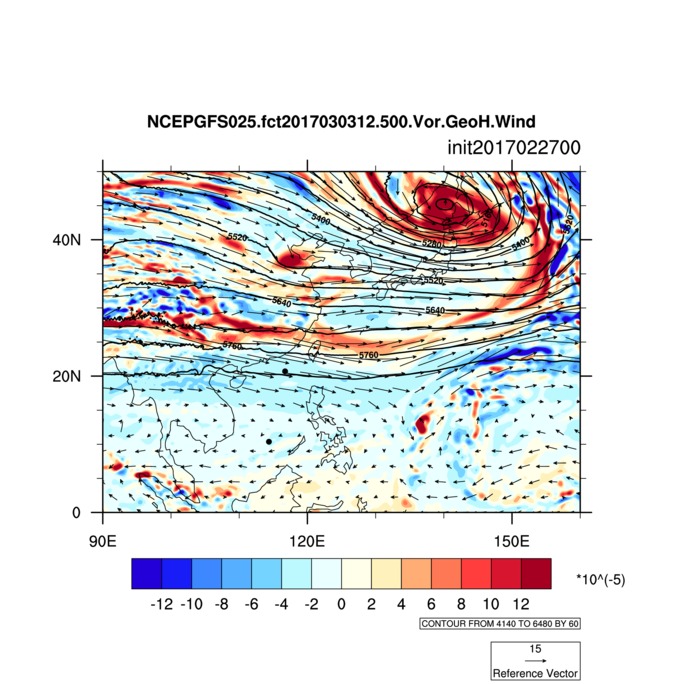 NCEPGFS025.fct2017030312.500.Vor.GeoH.Wind
init2017022700
5400
5520
5280
5400
5520
5520
40N
5640
5640
5760
5760
20N
0
90E 120E 150E
-12 -10 -8 -6 -4 -2 0 2 4 6 8 10 12
*10^(-5)
CONTOUR FROM 4140 TO 6480 BY 60
15
Reference Vector